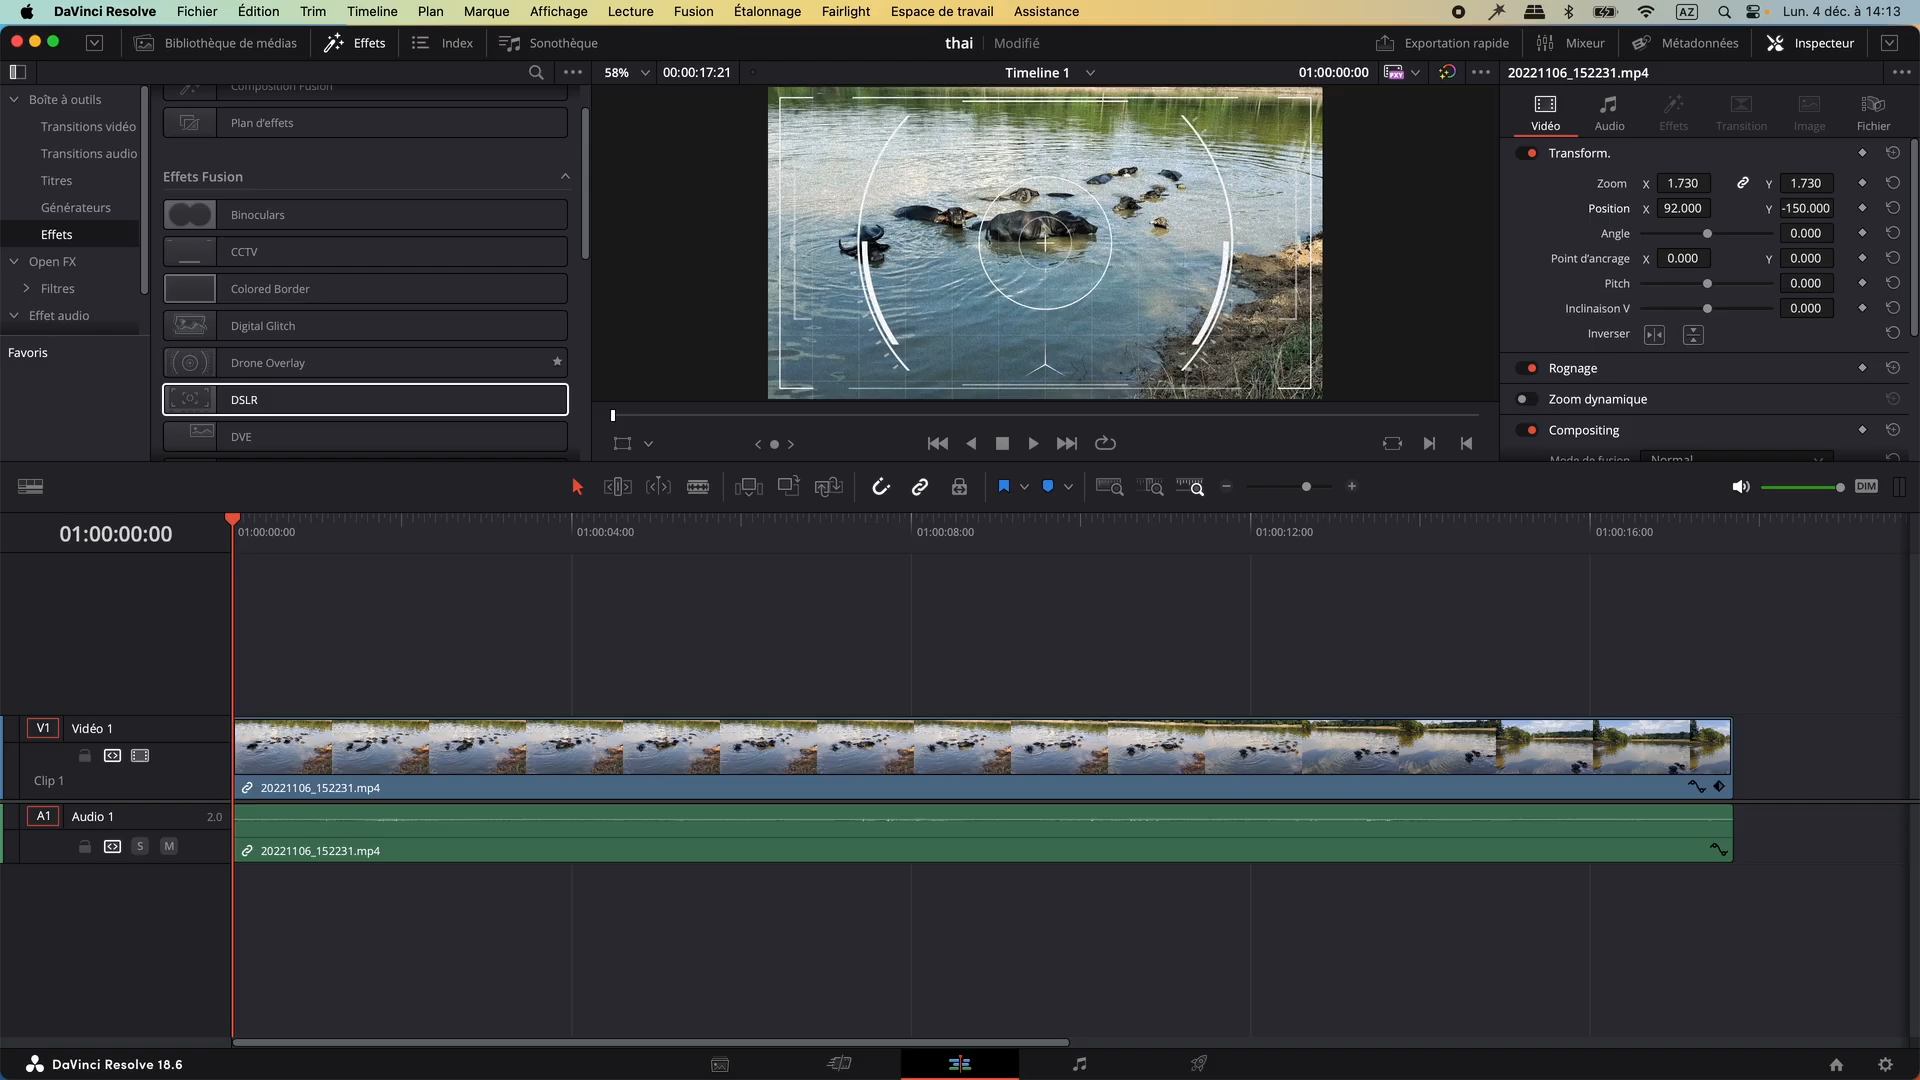 DaVinci Resolve Fichier Édition Trim Timeline Plan Marque Affichage Lecture Fusion Étalonnage Fairlight Espace de travail Assistance AZ Lun. 4 déc. à 14:13
Bibliothèque de médias Effets Index Sonothèque thai Modifié Exportation rapide Mixeur Métadonnées Inspecteur
58% 00:00:17:21 Timeline 1 01:00:00:00 PXY 20221106_152231.mp4
Boîte à outils
Transitions vidéo
Transitions audio
Titres
Générateurs
Effets
Open FX
Filtres
Effet audio
Favoris
Composition Fusion
Plan d'effets
Effets Fusion
Binoculars
CCTV
Colored Border
Digital Glitch
Drone Overlay
DSLR
DVE
Vidéo Audio Effets Transition Image Fichier
Transform.
Zoom X 1.730 Y 1.730
Position X 92.000 Y -150.000
Angle 0.000
Point d'ancrage X 0.000 Y 0.000
Pitch 0.000
Inclinaison V 0.000
Inverser
Rognage
Zoom dynamique
Compositing
Mode de fusion Normal
DIM
01:00:00:00
01:00:00:00 01:00:04:00 01:00:08:00 01:00:12:00 01:00:16:00
V1 Vidéo 1
Clip 1
20221106_152231.mp4
A1 Audio 1 2.0
S M
20221106_152231.mp4
DaVinci Resolve 18.6